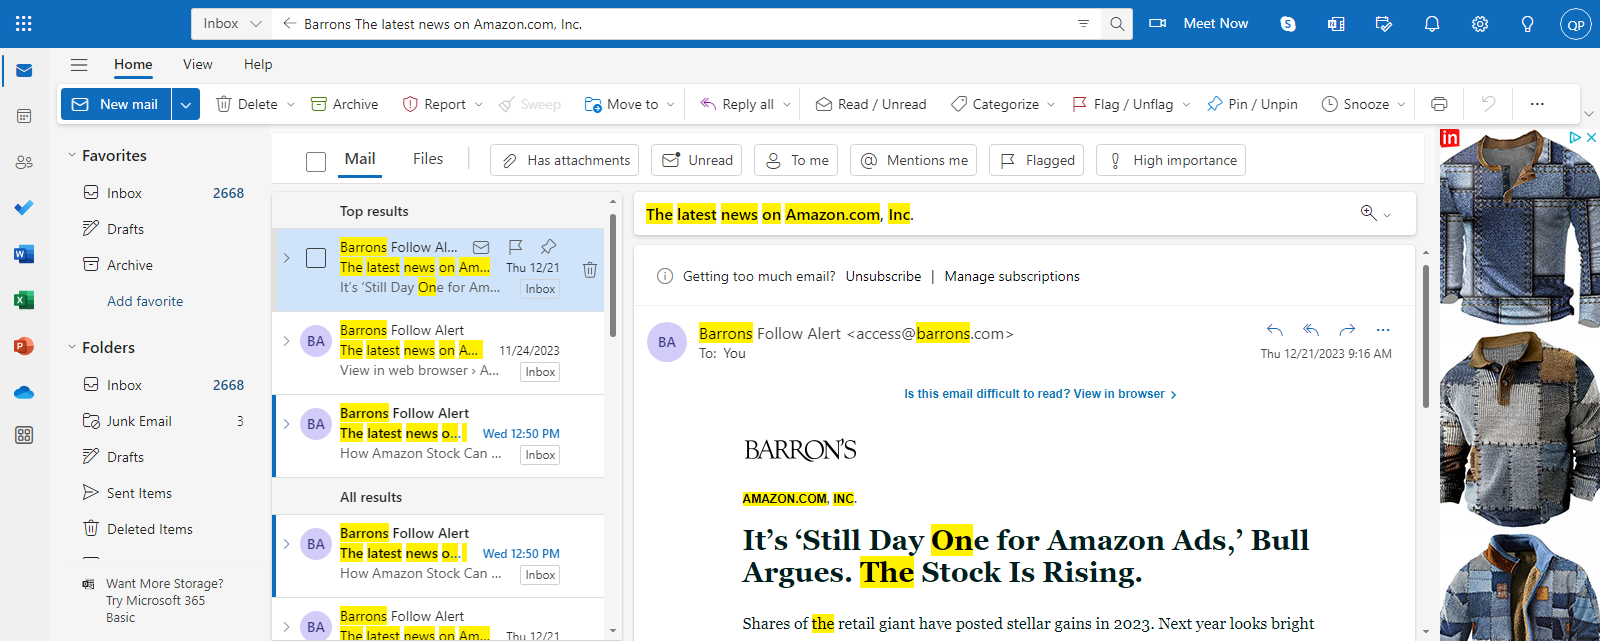 Inbox
Barrons The latest news on Amazon.com, Inc.
Meet Now
QP
Home View Help
New mail
Delete
Archive
Report
Sweep
Move to
Reply all
Read / Unread
Categorize
Flag / Unflag
Pin / Unpin
Snooze
Favorites
Inbox 2668
Drafts
Archive
Add favorite
Folders
Inbox 2668
Junk Email 3
Drafts
Sent Items
Deleted Items
Want More Storage?
Try Microsoft 365
Basic
Mail
Files
Has attachments
Unread
To me
Mentions me
Flagged
High importance
Top results
Barrons Follow Al...
The latest news on Am... Thu 12/21
It's ‘Still Day One for Am... Inbox
BA
Barrons Follow Alert
The latest news on A... 11/24/2023
View in web browser › A... Inbox
BA
Barrons Follow Alert
The latest news o... Wed 12:50 PM
How Amazon Stock Can ... Inbox
All results
BA
Barrons Follow Alert
The latest news o... Wed 12:50 PM
How Amazon Stock Can ... Inbox
BA
Barrons Follow Alert
The latest news on Am... Thu 12/21
The latest news on Amazon.com, Inc.
Getting too much email? Unsubscribe | Manage subscriptions
BA
Barrons Follow Alert <access@barrons.com>
To: You
Thu 12/21/2023 9:16 AM
Is this email difficult to read? View in browser ›
BARRON'S
AMAZON.COM, INC.
It’s ‘Still Day One for Amazon Ads,’ Bull
Argues. The Stock Is Rising.
Shares of the retail giant have posted stellar gains in 2023. Next year looks bright
in